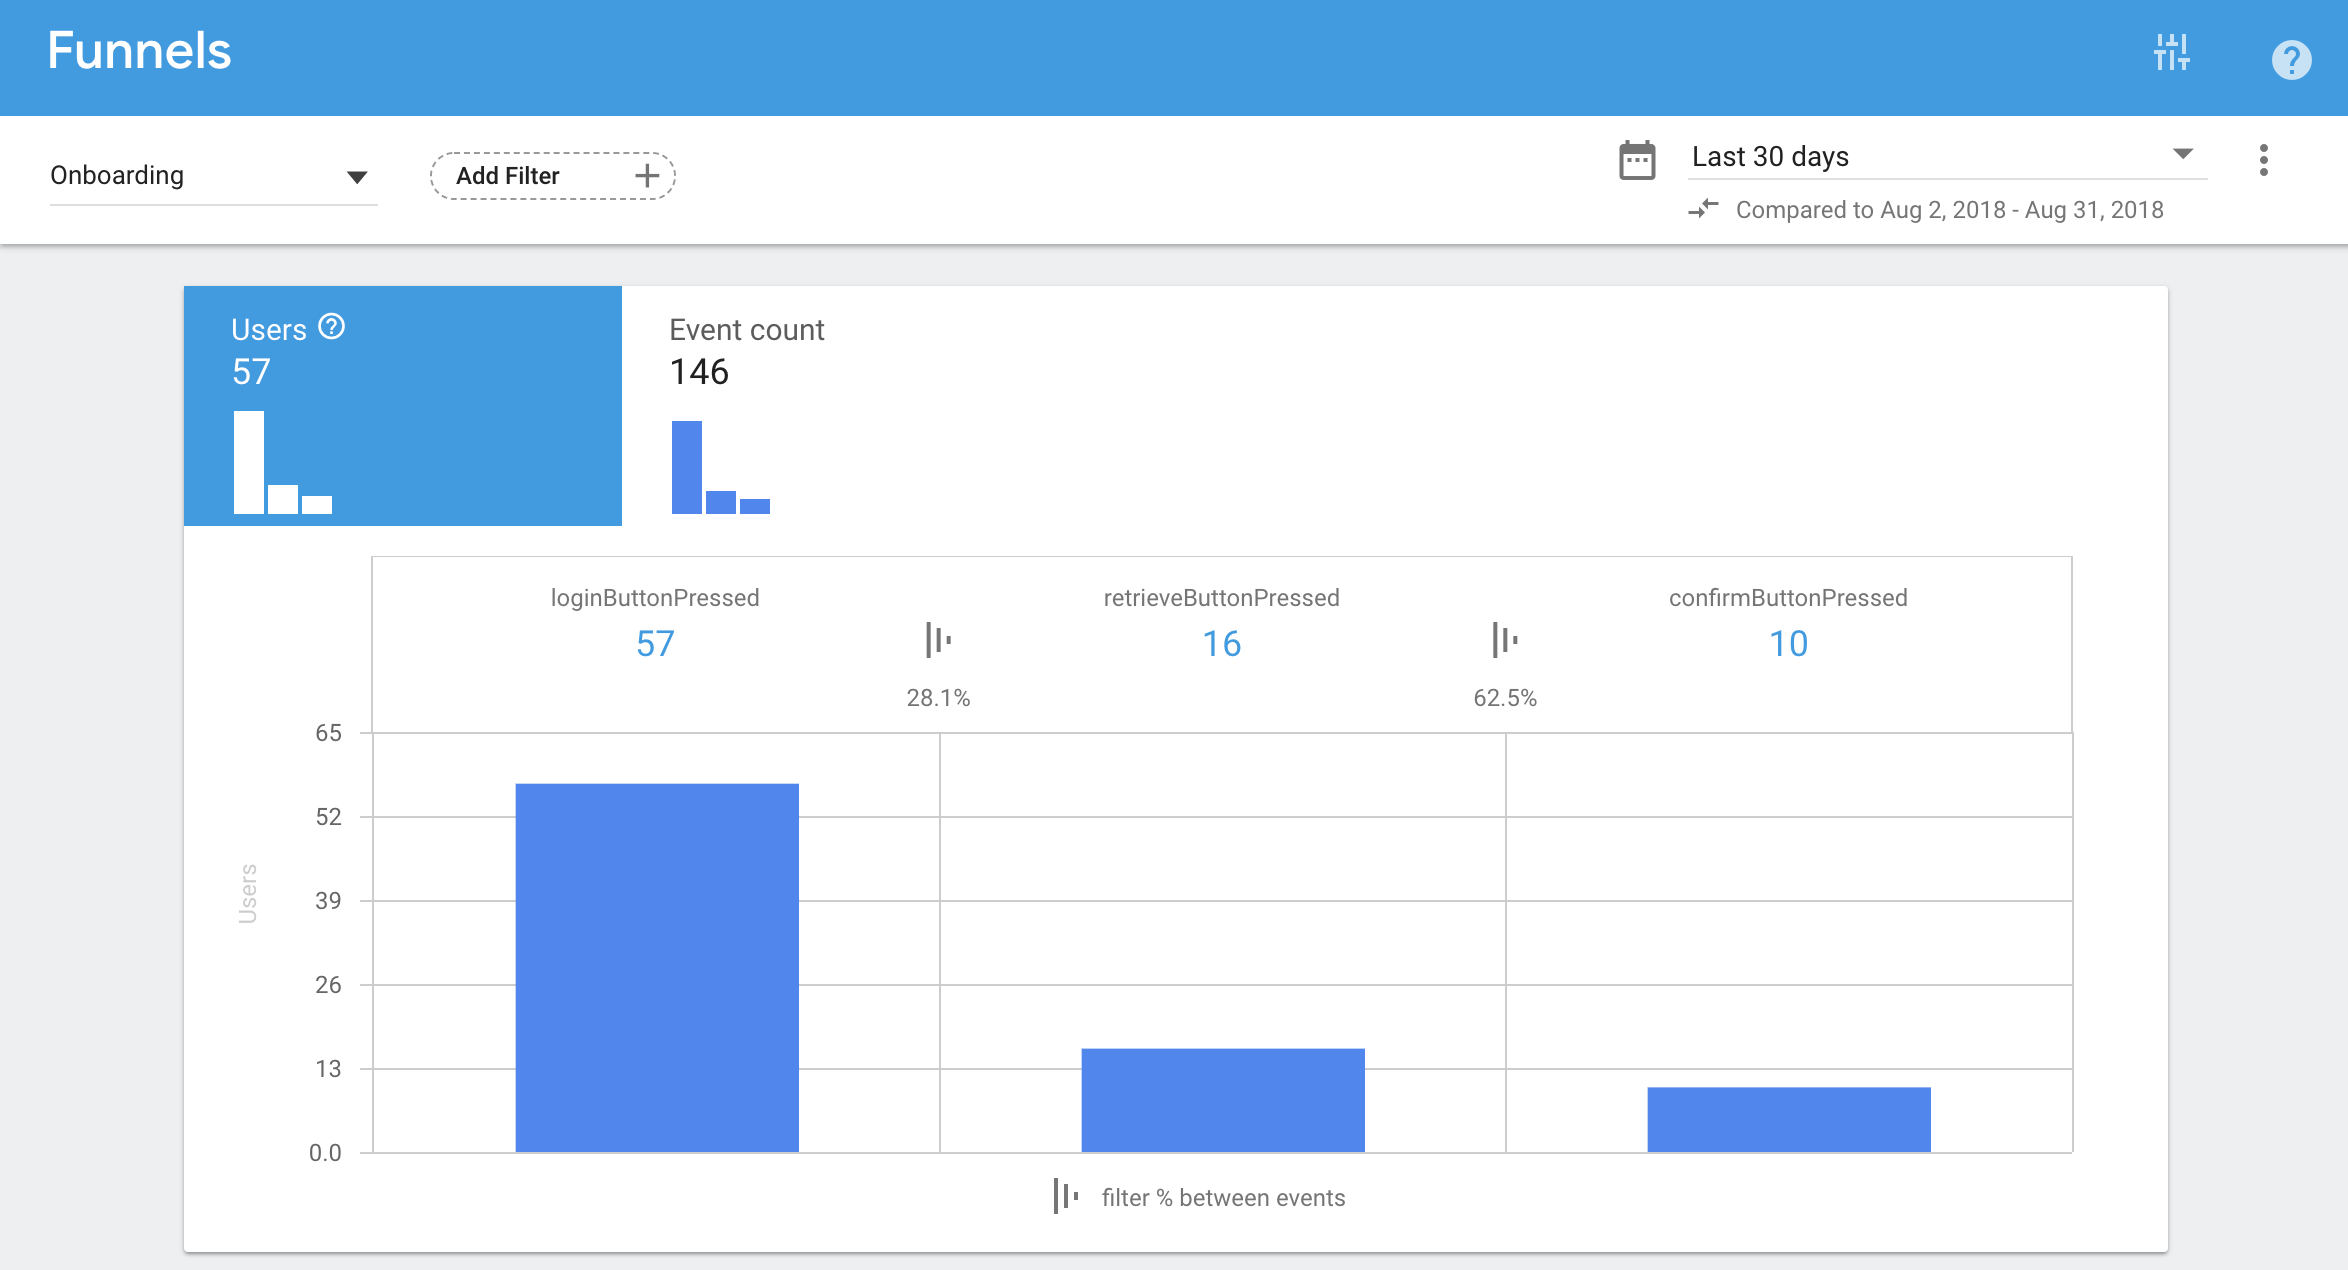 Funnels
Onboarding
Add Filter
Last 30 days
Compared to Aug 2, 2018 - Aug 31, 2018
Users
57
Event count
146
loginButtonPressed
57
28.1%
retrieveButtonPressed
16
62.5%
confirmButtonPressed
10
65
52
39
26
13
0.0
Users
filter % between events